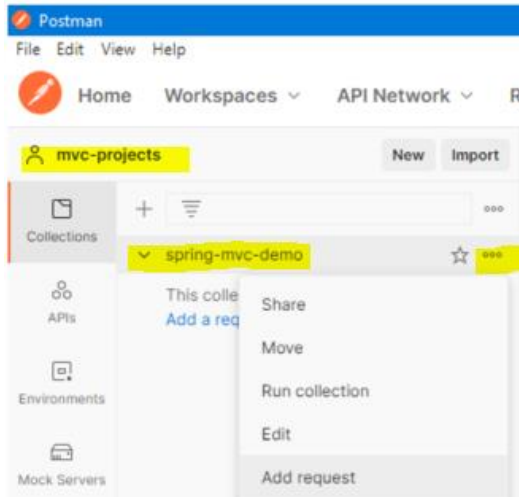 Postman
File Edit View Help
Home Workspaces API Network
mvc-projects New Import
Collections
spring-mvc-demo
This colle
Add a req
Share
APIs
Move
Run collection
Environments
Edit
Mock Servers
Add request